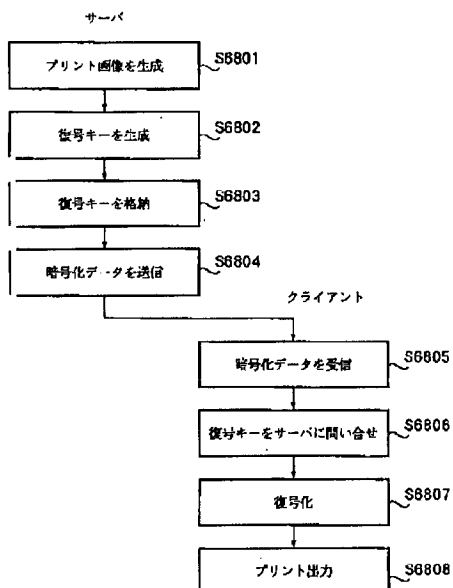 サーバ
プリント画像を生成
S6801
復号キーを生成
S6802
復号キーを格納
S6803
暗号化データを送信
S6804
クライアント
暗号化データを受信
S6805
復号キーをサーバに問い合せ
S6806
復号化
S6807
プリント出力
S6808